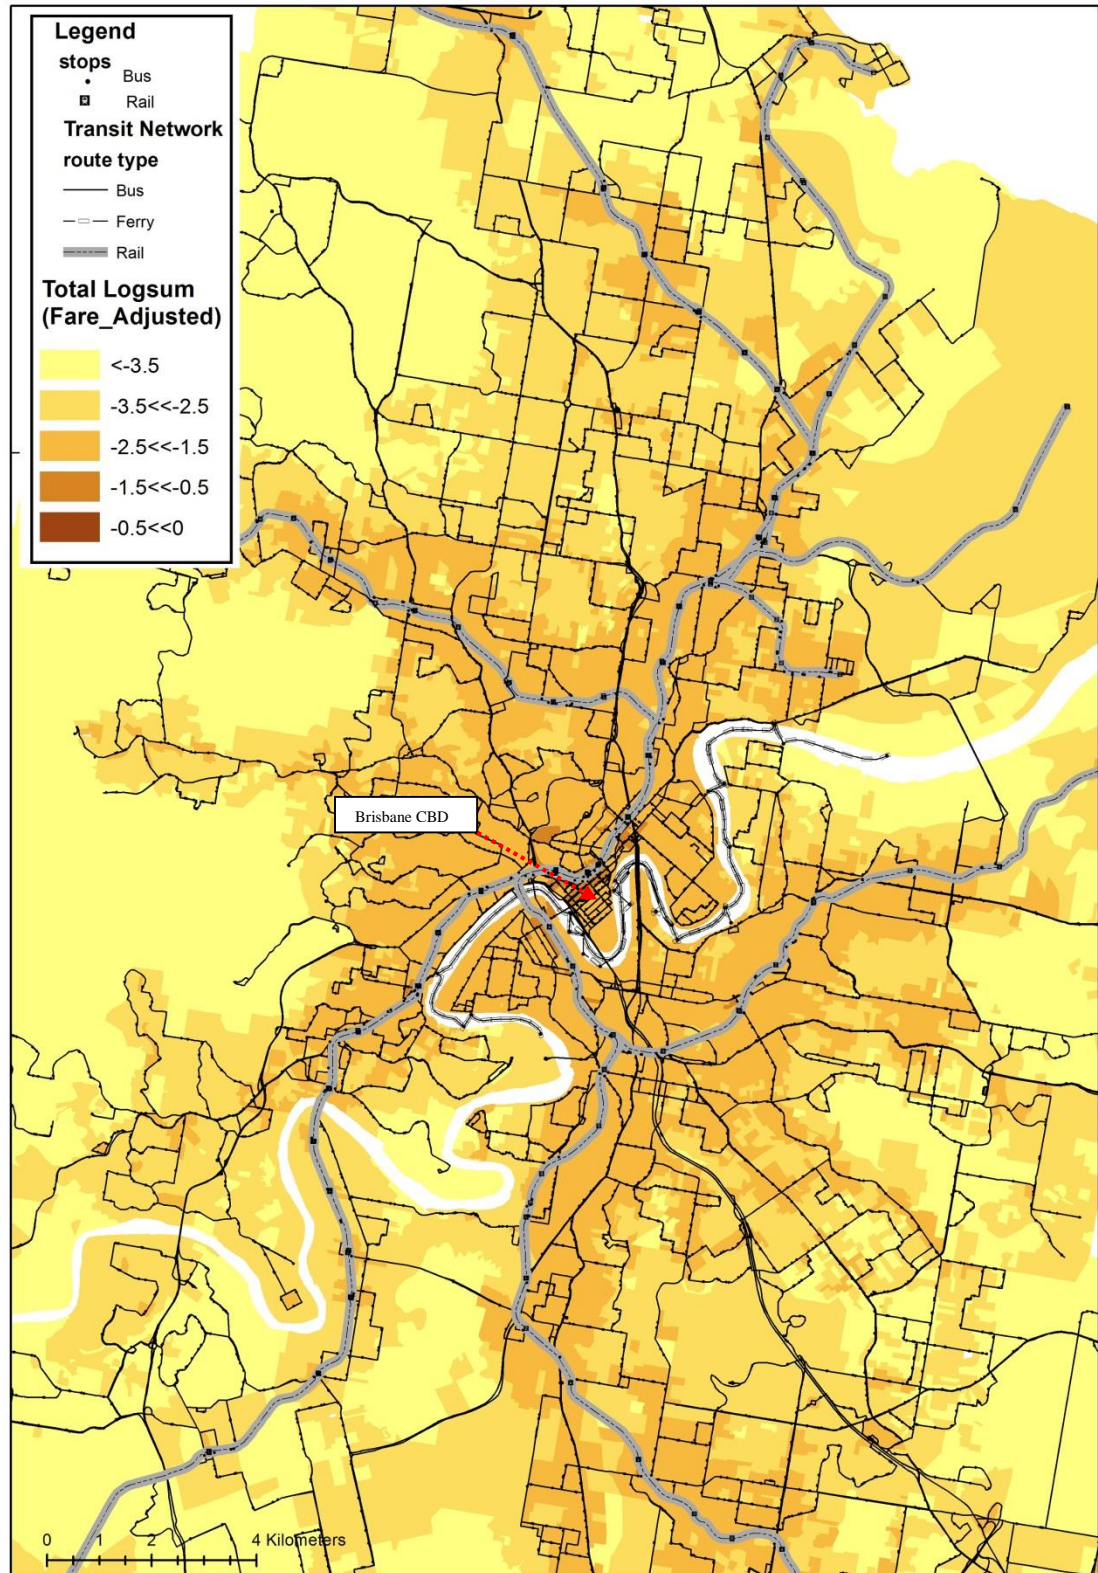 Legend
stops
Bus
Rail
Transit Network
route type
Bus
Ferry
Rail
Total Logsum
(Fare_Adjusted)
<-3.5
-3.5<<-2.5
-2.5<<-1.5
-1.5<<-0.5
-0.5<<0
Brisbane CBD
0 1 2 4 Kilometers